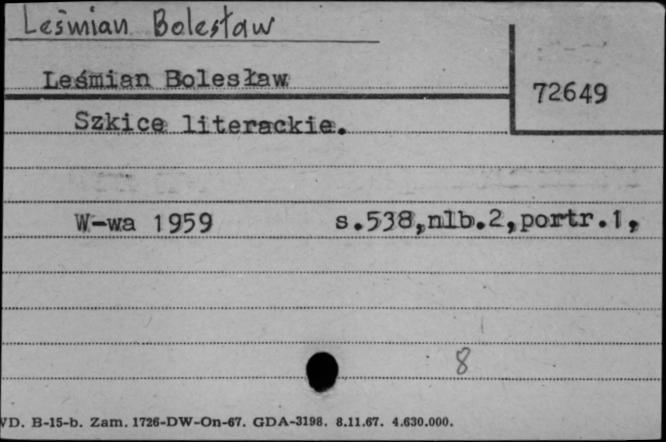 Leśmian Bolesław
Leśmian Bolesław
72649
Szkice literackie.
W-wa 1959 s.538,nlb.2,portr.1,
8
VD. B-15-b. Zam. 1726-DW-On-67. GDA-3198. 8.11.67. 4.630.000.